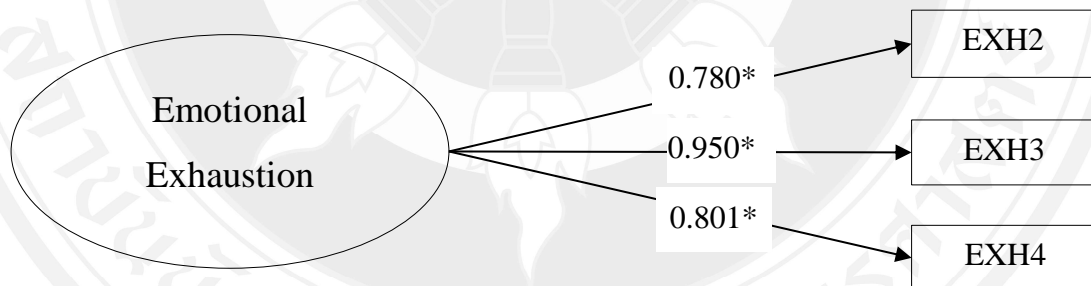 Emotional
Exhaustion
0.780*
0.950*
0.801*
EXH2
EXH3
EXH4